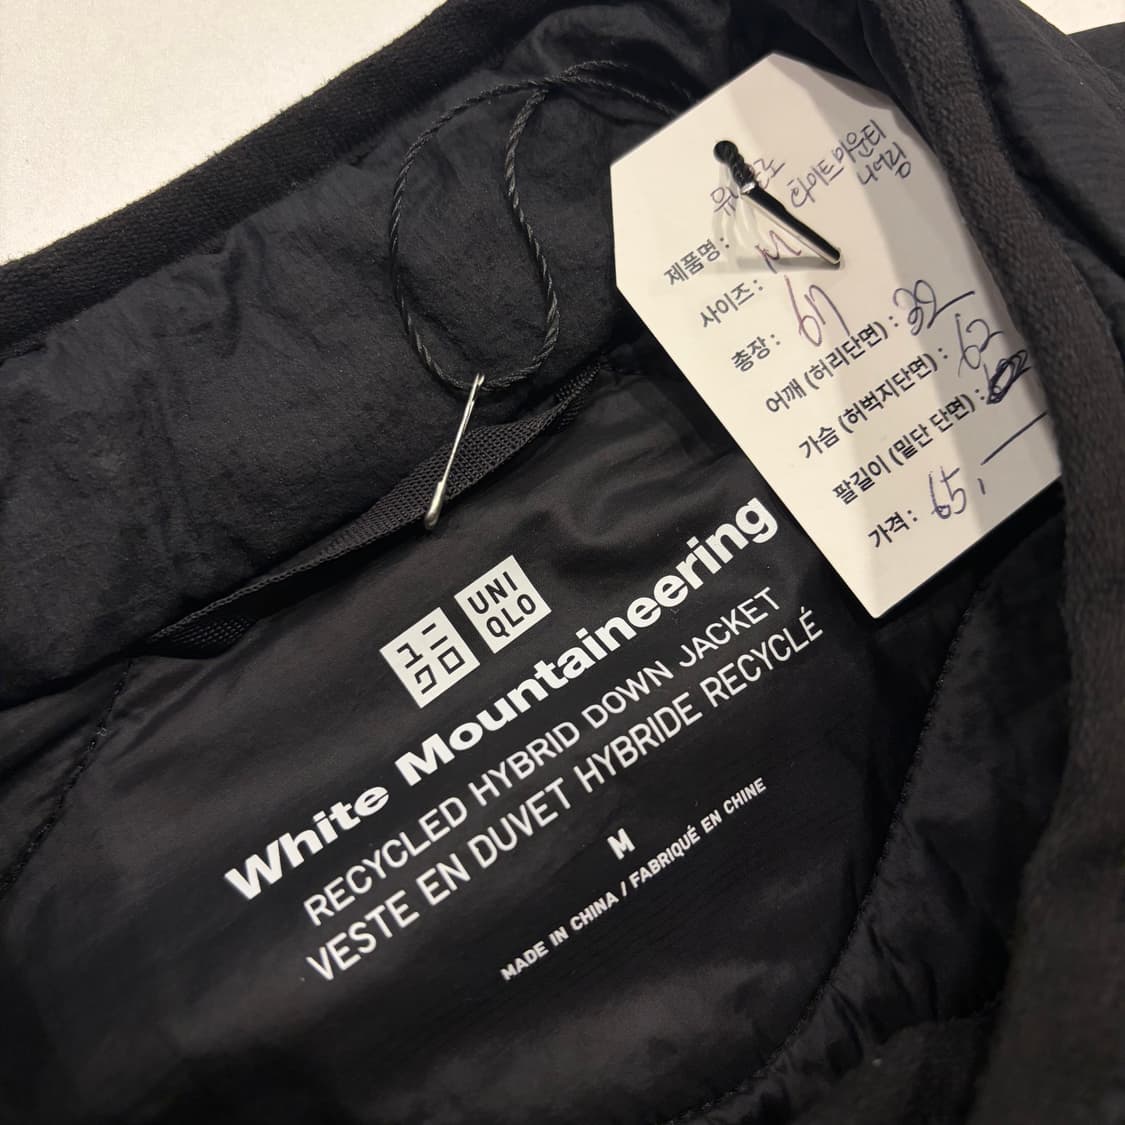 제품명: 유니클로 화이트마운티
니어링
사이즈: M
총장: 67
어깨 (허리단면):
가슴 (허벅지단면): 62
팔길이 (밑단 단면):
가격: 65,
UNI
QLO
ユニ
クロ
White Mountaineering
RECYCLED HYBRID DOWN JACKET
VESTE EN DUVET HYBRIDE RECYCLÉ
M
MADE IN CHINA / FABRIQUÉ EN CHINE